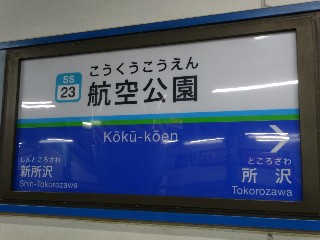 SS
23
こうくうこうえん
航空公園
Kōkū-kōen
しんところざわ
新所沢
Shin-Tokorozawa
ところざわ
所沢
Tokorozawa